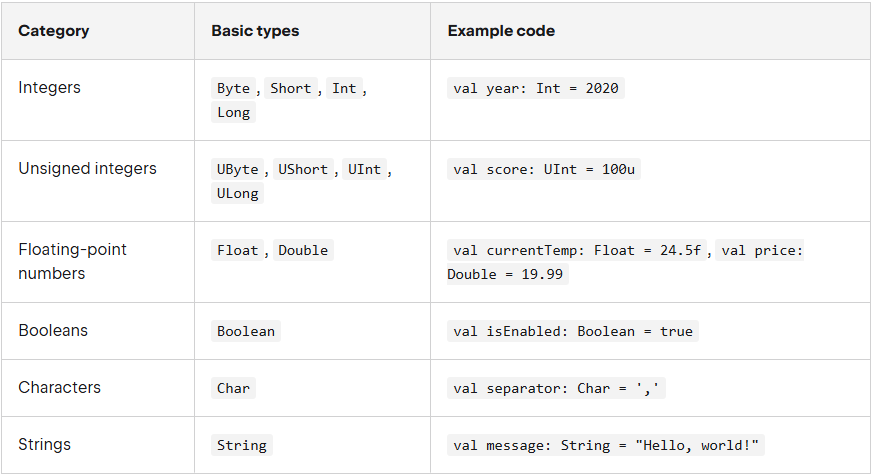 Category Basic types Example code
Integers Byte , Short , Int , val year: Int = 2020
Long
Unsigned integers UByte , UShort , UInt , val score: UInt = 100u
ULong
Floating-point Float , Double val currentTemp: Float = 24.5f , val price:
numbers Double = 19.99
Booleans Boolean val isEnabled: Boolean = true
Characters Char val separator: Char = ','
Strings String val message: String = "Hello, world!"